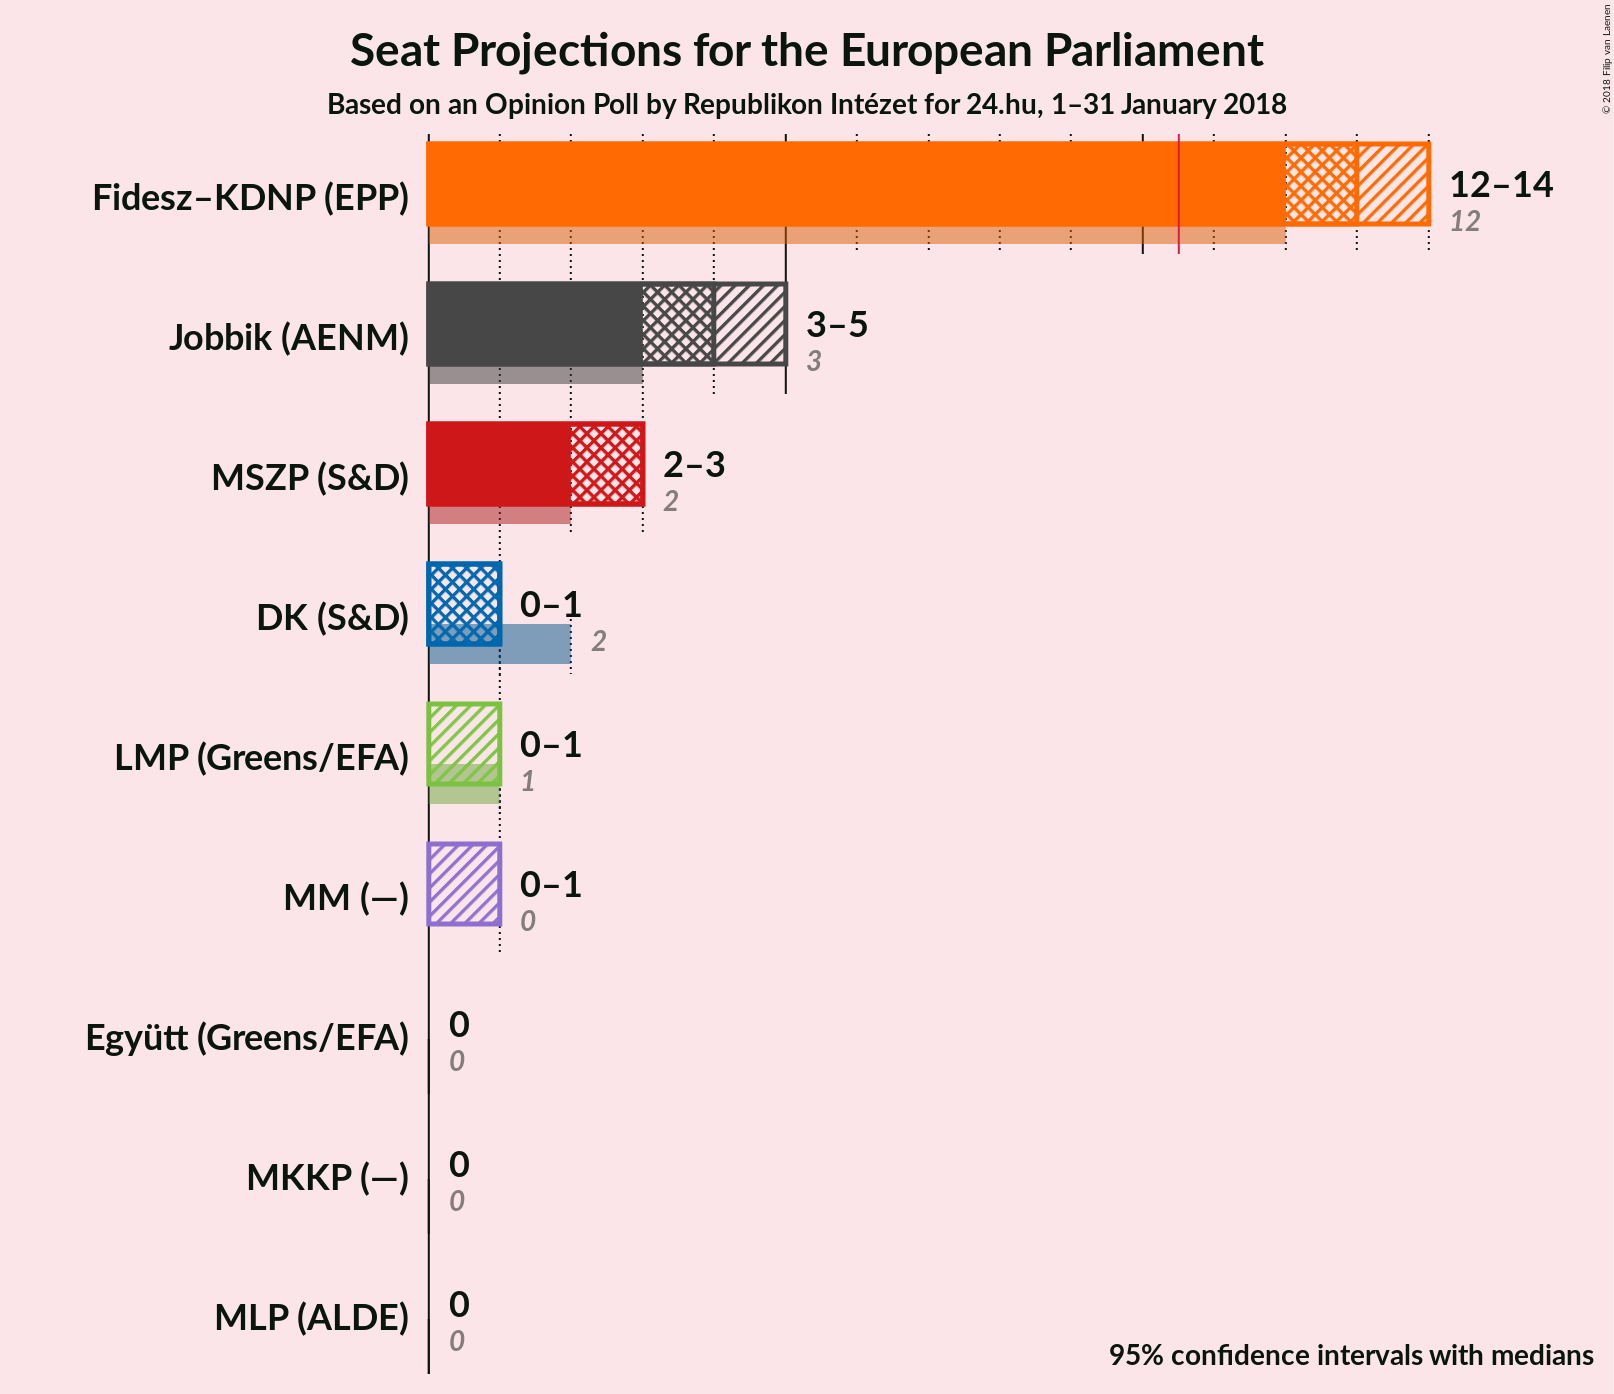 Seat Projections for the European Parliament
Based on an Opinion Poll by Republikon Intézet for 24.hu, 1–31 January 2018
© 2018 Filip van Laenen
Fidesz–KDNP (EPP)
12–14
12
Jobbik (AENM)
3–5
3
MSZP (S&D)
2–3
2
DK (S&D)
0–1
2
LMP (Greens/EFA)
0–1
1
MM (—)
0–1
0
Együtt (Greens/EFA)
0
0
MKKP (—)
0
0
MLP (ALDE)
0
0
95% confidence intervals with medians